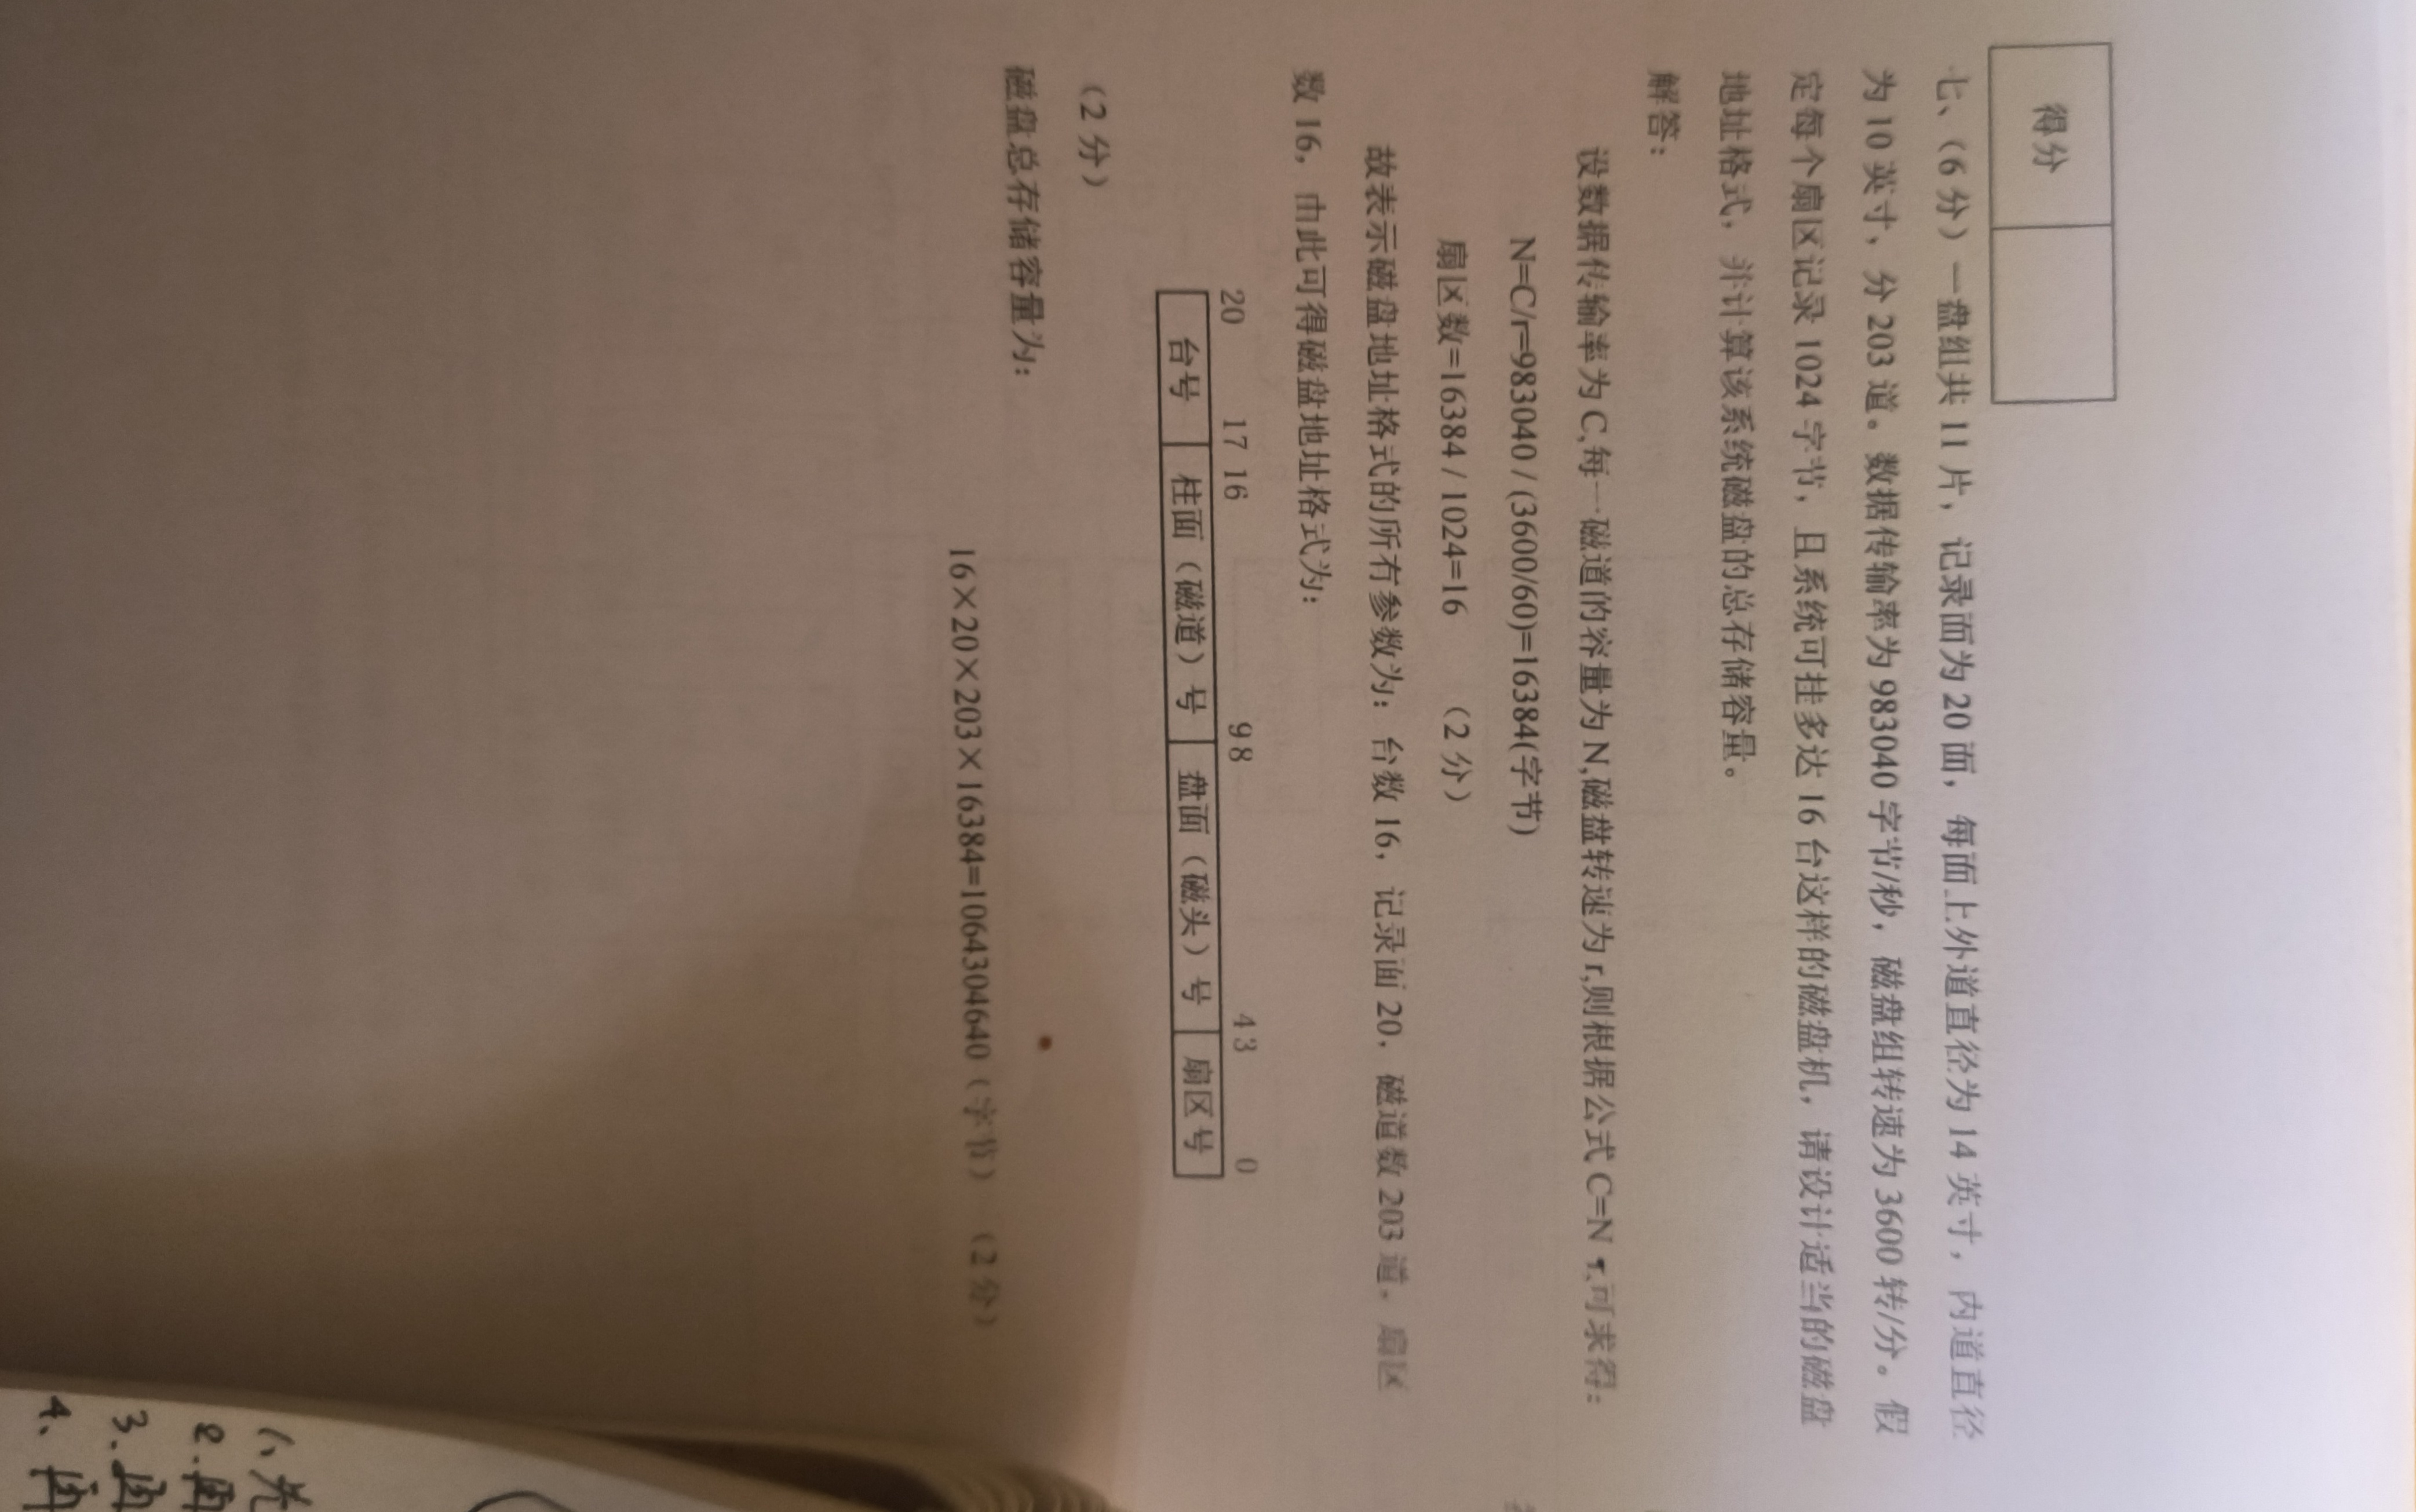 得分
七、（6 分）一盘组共 11 片，记录面为 20 面，每面上外道直径为 14 英寸，内道直径
为 10 英寸，分 203 道。数据传输率为 983040 字节/秒，磁盘组转速为 3600 转/分。假
定每个扇区记录 1024 字节，且系统可挂多达 16 台这样的磁盘机，请设计适当的磁盘
地址格式，并计算该系统磁盘的总存储容量。
解答：
设数据传输率为 C,每一磁道的容量为 N,磁盘转速为 r,则根据公式 C=N r,可求得：
N=C/r=983040 / (3600/60)=16384(字节)
扇区数=16384 / 1024=16 （2 分）
故表示磁盘地址格式的所有参数为：台数 16，记录面 20，磁道数 203 道，扇区
数 16，由此可得磁盘地址格式为：
20 17 16 9 8 4 3 0
台号 柱面（磁道）号 盘面（磁头）号 扇区号
（2 分）
磁盘总存储容量为：
16×20×203×16384=1064304640（字节） （2 分）
1、先
2.再
3.再
4、再